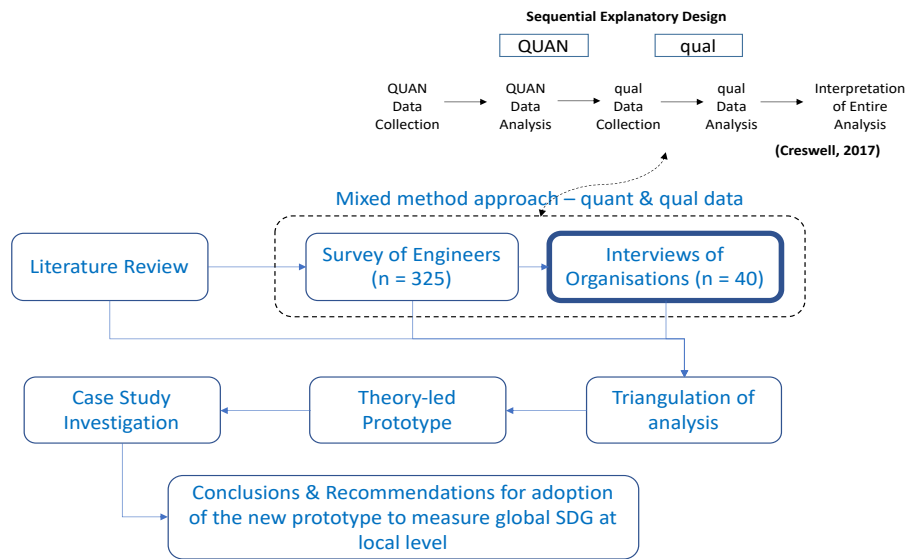 Sequential Explanatory Design
QUAN
qual
QUAN
Data
Collection
QUAN
Data
Analysis
qual
Data
Collection
qual
Data
Analysis
Interpretation
of Entire
Analysis
(Creswell, 2017)
Mixed method approach – quant & qual data
Literature Review
Survey of Engineers
(n = 325)
Interviews of
Organisations (n = 40)
Case Study
Investigation
Theory-led
Prototype
Triangulation of
analysis
Conclusions & Recommendations for adoption
of the new prototype to measure global SDG at
local level